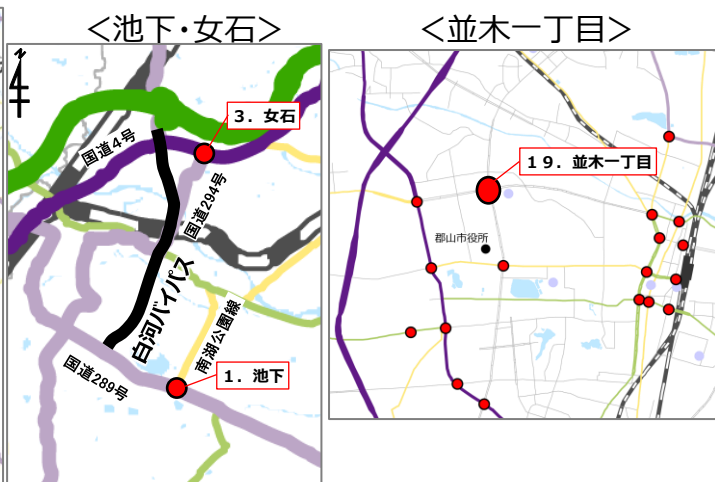 ＜池下・女石＞
＜並木一丁目＞
N
3．女石
国道4号
国道294号
白河バイパス
南湖公園線
国道289号
1．池下
19．並木一丁目
郡山市役所